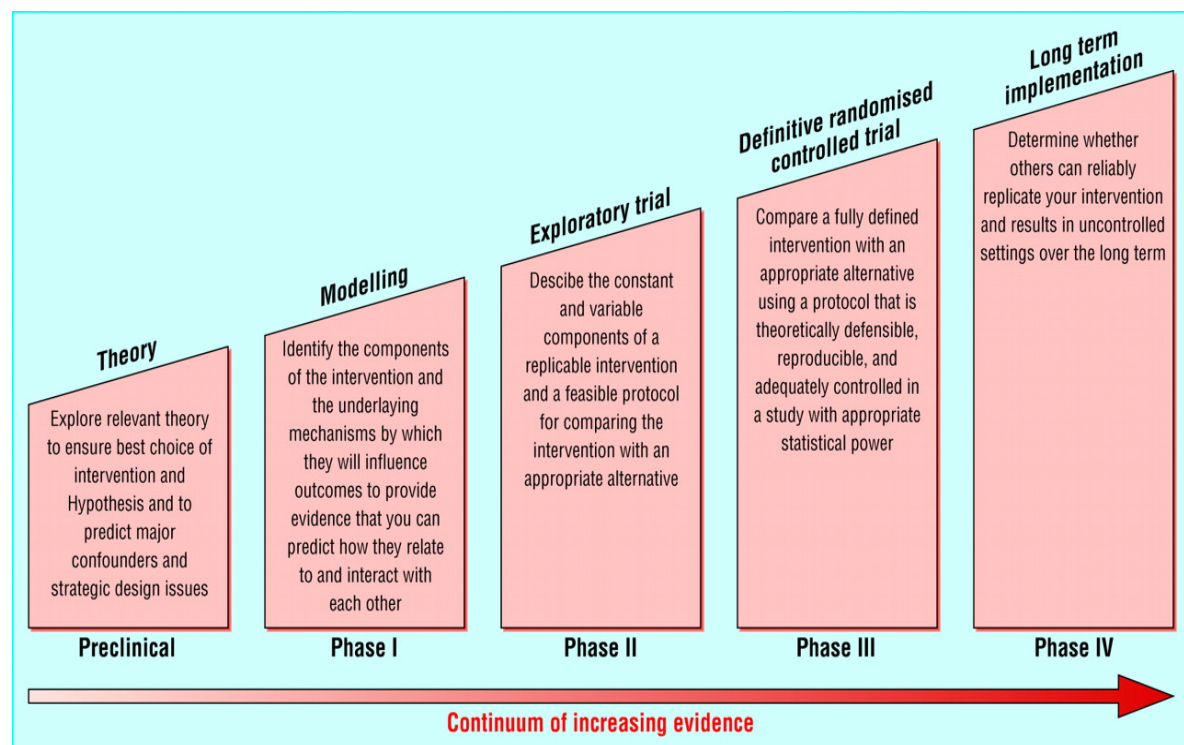 Theory
Explore relevant theory
to ensure best choice of
intervention and
Hypothesis and to
predict major
confounders and
strategic design issues
Preclinical
Modelling
Identify the components
of the intervention and
the underlaying
mechanisms by which
they will influence
outcomes to provide
evidence that you can
predict how they relate
to and interact with
each other
Phase I
Exploratory trial
Descibe the constant
and variable
components of a
replicable intervention
and a feasible protocol
for comparing the
intervention with an
appropriate alternative
Phase II
Definitive randomised
controlled trial
Compare a fully defined
intervention with an
appropriate alternative
using a protocol that is
theoretically defensible,
reproducible, and
adequately controlled in
a study with appropriate
statistical power
Phase III
Long term
implementation
Determine whether
others can reliably
replicate your intervention
and results in uncontrolled
settings over the long term
Phase IV
Continuum of increasing evidence